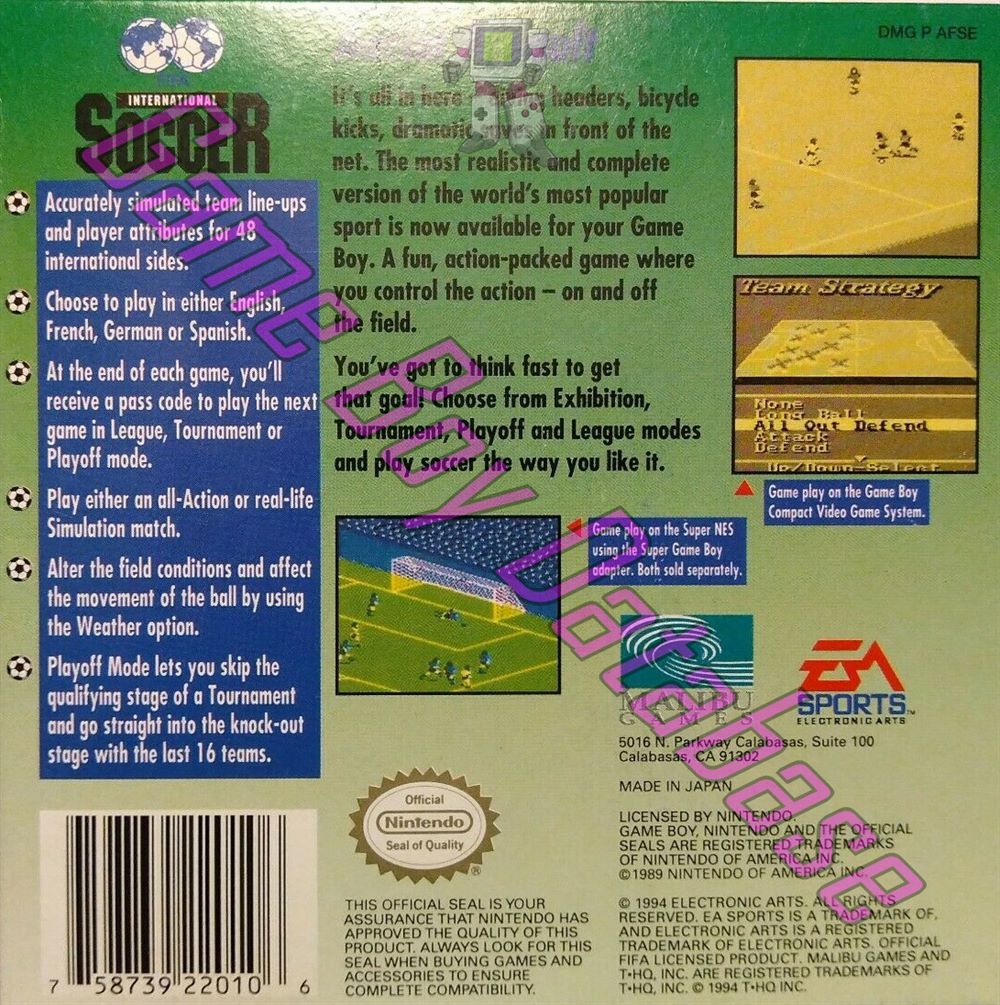 DMG P AFSE
FIFA
INTERNATIONAL
SOCCER
Accurately simulated team line-ups
and player attributes for 48
international sides.
Choose to play in either English,
French, German or Spanish.
At the end of each game, you'll
receive a pass code to play the next
game in League, Tournament or
Playoff mode.
Play either an all-Action or real-life
Simulation match.
Alter the field conditions and affect
the movement of the ball by using
the Weather option.
Playoff Mode lets you skip the
qualifying stage of a Tournament
and go straight into the knock-out
stage with the last 16 teams.
It's all in here – diving headers, bicycle
kicks, dramatic saves in front of the
net. The most realistic and complete
version of the world's most popular
sport is now available for your Game
Boy. A fun, action-packed game where
you control the action – on and off
the field.
You've got to think fast to get
that goal! Choose from Exhibition,
Tournament, Playoff and League modes
and play soccer the way you like it.
Team Strategy
None
Long Ball
All Out Defend
Attack
Defend
Up/Down-Select
Game play on the Game Boy
Compact Video Game System.
Game play on the Super NES
using the Super Game Boy
adapter. Both sold separately.
MALIBU
GAMES
EA
SPORTS™
ELECTRONIC ARTS
5016 N. Parkway Calabasas, Suite 100
Calabasas, CA 91302
MADE IN JAPAN
LICENSED BY NINTENDO.
GAME BOY, NINTENDO AND THE OFFICIAL
SEALS ARE REGISTERED TRADEMARKS
OF NINTENDO OF AMERICA INC.
©1989 NINTENDO OF AMERICA INC.
© 1994 ELECTRONIC ARTS. ALL RIGHTS
RESERVED. EA SPORTS IS A TRADEMARK OF,
AND ELECTRONIC ARTS IS A REGISTERED
TRADEMARK OF ELECTRONIC ARTS. OFFICIAL
FIFA LICENSED PRODUCT. MALIBU GAMES AND
T•HQ, INC. ARE REGISTERED TRADEMARKS OF
T•HQ, INC. © 1994 T•HQ INC.
Official
Nintendo
Seal of Quality
®
THIS OFFICIAL SEAL IS YOUR
ASSURANCE THAT NINTENDO HAS
APPROVED THE QUALITY OF THIS
PRODUCT. ALWAYS LOOK FOR THIS
SEAL WHEN BUYING GAMES AND
ACCESSORIES TO ENSURE
COMPLETE COMPATIBILITY.
7 58739 22010 6
Game Boy Database